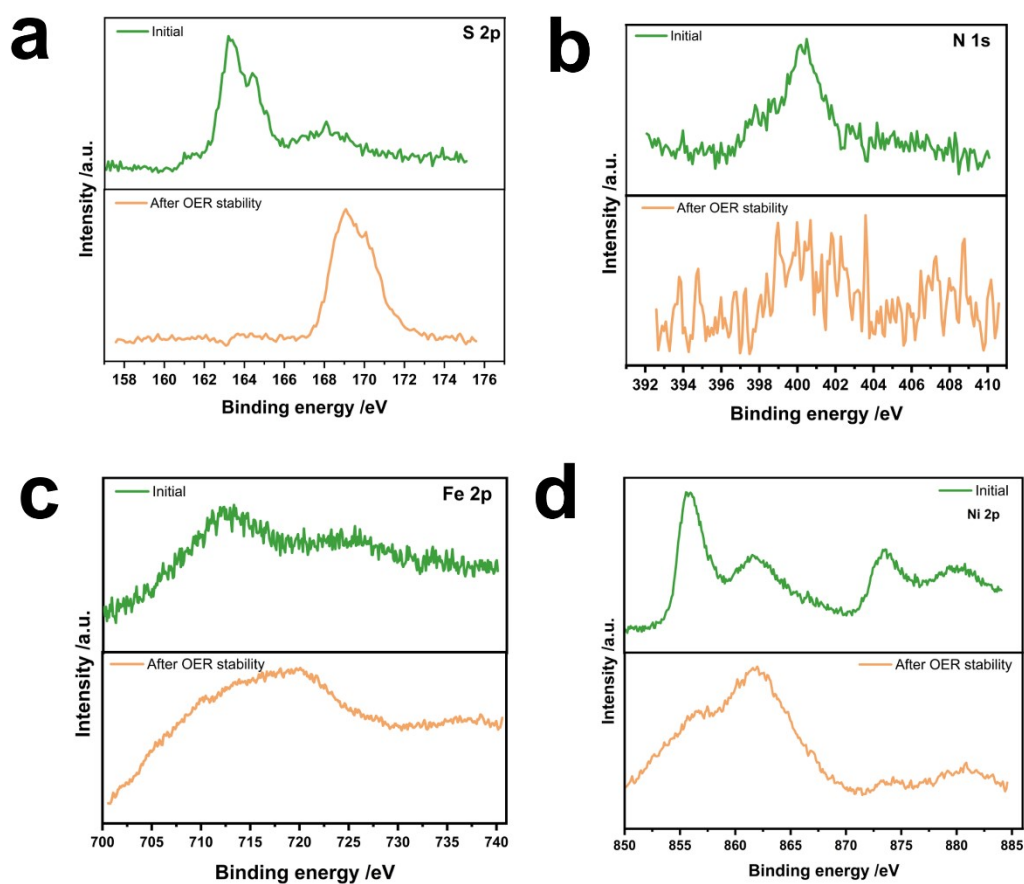 a
Initial
S 2p
After OER stability
Intensity /a.u.
158 160 162 164 166 168 170 172 174 176
Binding energy /eV
b
Initial
N 1s
After OER stability
Intensity /a.u.
392 394 396 398 400 402 404 406 408 410
Binding energy /eV
c
Initial
Fe 2p
After OER stability
Intensity /a.u.
700 705 710 715 720 725 730 735 740
Binding energy /eV
d
Initial
Ni 2p
After OER stability
Intensity /a.u.
850 855 860 865 870 875 880 885
Binding energy /eV